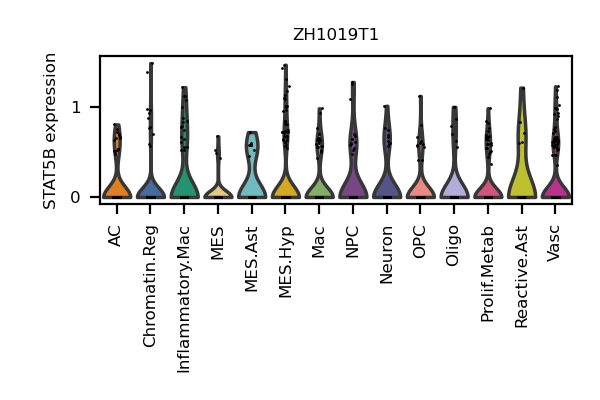 ZH1019T1
STAT5B expression
1
0
AC
Chromatin.Reg
Inflammatory.Mac
MES
MES.Ast
MES.Hyp
Mac
NPC
Neuron
OPC
Oligo
Prolif.Metab
Reactive.Ast
Vasc